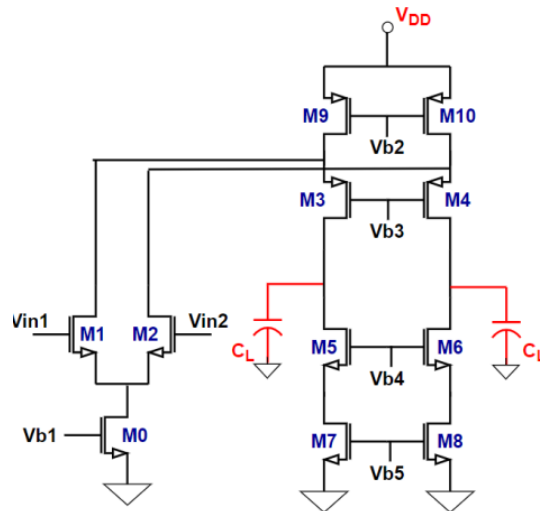 VDD
M9 M10
Vb2
M3 M4
Vb3
Vin1 M1 M2 Vin2
CL CL
M5 M6
Vb4
Vb1 M0
M7 M8
Vb5